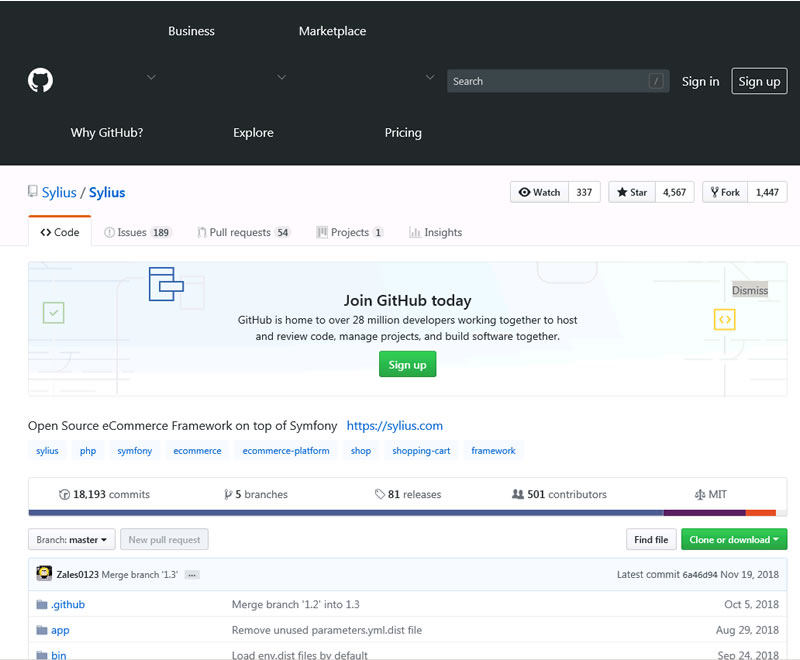 Business Marketplace
Search / Sign in Sign up
Why GitHub? Explore Pricing
Sylius / Sylius Watch 337 Star 4,567 Fork 1,447
Code Issues 189 Pull requests 54 Projects 1 Insights
Join GitHub today
Dismiss
GitHub is home to over 28 million developers working together to host
and review code, manage projects, and build software together.
Sign up
Open Source eCommerce Framework on top of Symfony https://sylius.com
sylius php symfony ecommerce ecommerce-platform shop shopping-cart framework
18,193 commits 5 branches 81 releases 501 contributors MIT
Branch: master New pull request Find file Clone or download
Zales0123 Merge branch '1.3' ... Latest commit 6a46d94 Nov 19, 2018
.github Merge branch '1.2' into 1.3 Oct 5, 2018
app Remove unused parameters.yml.dist file Aug 29, 2018
bin Load env.dist files by default Sep 24, 2018